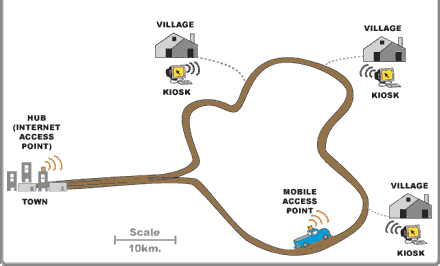 VILLAGE
KIOSK
VILLAGE
KIOSK
HUB
(INTERNET
ACCESS
POINT)
TOWN
MOBILE
ACCESS
POINT
VILLAGE
KIOSK
Scale
10km.